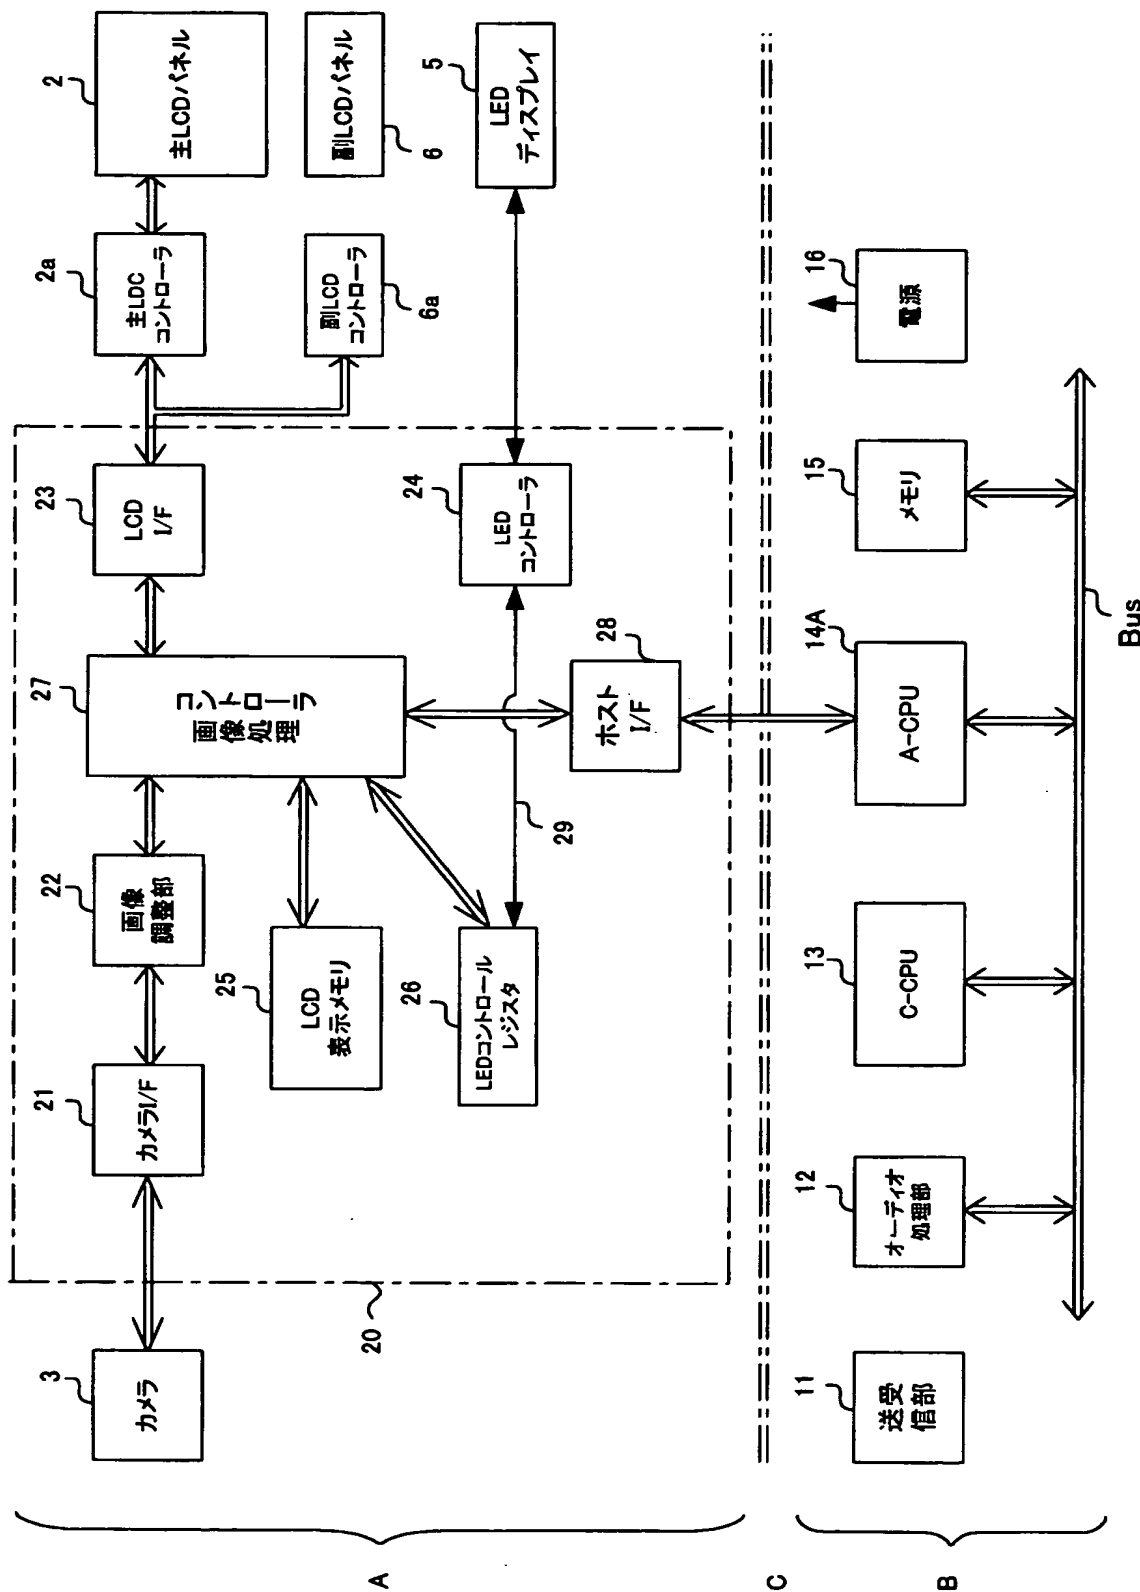 3
カメラ
21
カメラI/F
22
画像
調整部
27
コントローラ
画像処理
23
LCD
I/F
2a
主LDC
コントローラ
2
主LCDパネル
副LCDコントローラ
6a
副LCDパネル
6
25
LCD
表示メモリ
26
LEDコントロール
レジスタ
24
LED
コントローラ
5
LED
ディスプレイ
29
28
ホスト
I/F
20
A
C
11
送受
信部
12
オーディオ
処理部
13
C-CPU
14A
A-CPU
15
メモリ
16
電源
Bus
B